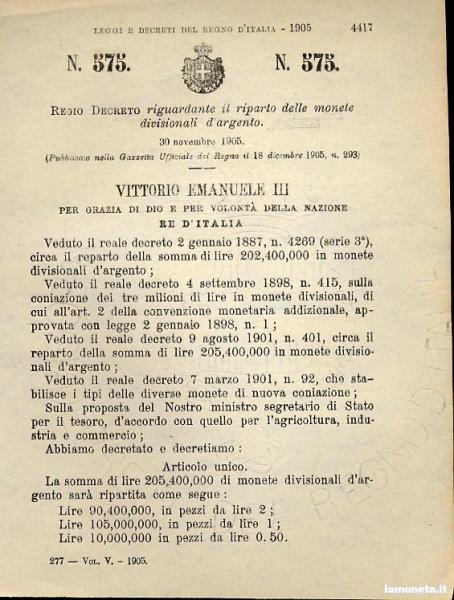 LEGGI E DECRETI DEL REGNO D'ITALIA - 1905 4417
N. 575. N. 575.
REGIO DECRETO riguardante il riparto delle monete
divisionali d'argento.
30 novembre 1905.
(Pubblicato nella Gazzetta Ufficiale del Regno il 18 dicembre 1905, n. 293)
VITTORIO EMANUELE III
PER GRAZIA DI DIO E PER VOLONTÀ DELLA NAZIONE
RE D'ITALIA
Veduto il reale decreto 2 gennaio 1887, n. 4269 (serie 3ª),
circa il reparto della somma di lire 202,400,000 in monete
divisionali d'argento ;
Veduto il reale decreto 4 settembre 1898, n. 415, sulla
coniazione dei tre milioni di lire in monete divisionali, di
cui all'art. 2 della convenzione monetaria addizionale, ap-
provata con legge 2 gennaio 1898, n. 1 ;
Veduto il reale decreto 9 agosto 1901, n. 401, circa il
reparto della somma di lire 205,400,000 in monete divisio-
nali d'argento ;
Veduto il reale decreto 7 marzo 1901, n. 92, che sta-
bilisce i tipi delle diverse monete di nuova coniazione ;
Sulla proposta del Nostro ministro segretario di Stato
per il tesoro, d'accordo con quello per l'agricoltura, indu-
stria e commercio ;
Abbiamo decretato e decretiamo :
Articolo unico.
La somma di lire 205,400,000 di monete divisionali d'ar-
gento sarà ripartita come segue :
Lire 90,400,000, in pezzi da lire 2 ;
Lire 105,000,000, in pezzi da lire 1 ;
Lire 10,000,000 in pezzi da lire 0. 50.
277 — VOL. V. - 1905.
lamoneta.it